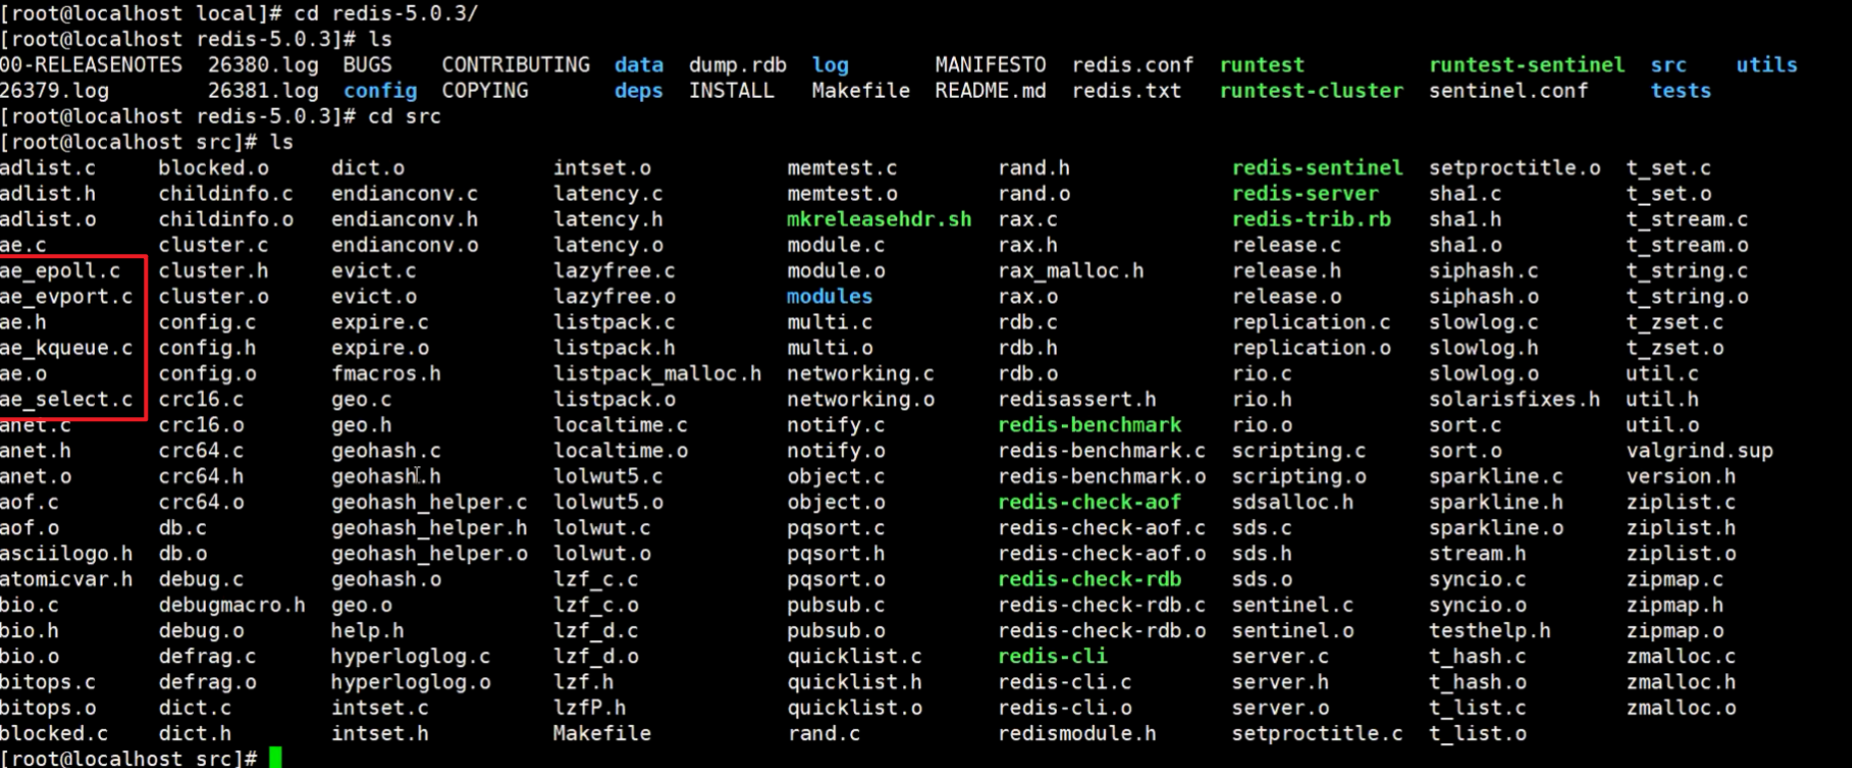 [root@localhost local]# cd redis-5.0.3/
[root@localhost redis-5.0.3]# ls
00-RELEASENOTES 26380.log BUGS CONTRIBUTING data dump.rdb log MANIFESTO redis.conf runtest runtest-sentinel src utils
26379.log 26381.log config COPYING deps INSTALL Makefile README.md redis.txt runtest-cluster sentinel.conf tests
[root@localhost redis-5.0.3]# cd src
[root@localhost src]# ls
adlist.c blocked.o dict.o intset.o memtest.c rand.h redis-sentinel setproctitle.o t_set.c
adlist.h childinfo.c endianconv.c latency.c memtest.o rand.o redis-server sha1.c t_set.o
adlist.o childinfo.o endianconv.h latency.h mkreleasehdr.sh rax.c redis-trib.rb sha1.h t_stream.c
ae.c cluster.c endianconv.o latency.o module.c rax.h release.c sha1.o t_stream.o
ae_epoll.c cluster.h evict.c lazyfree.c module.o rax_malloc.h release.h siphash.c t_string.c
ae_evport.c cluster.o evict.o lazyfree.o modules rax.o release.o siphash.o t_string.o
ae.h config.c expire.c listpack.c multi.c rdb.c replication.c slowlog.c t_zset.c
ae_kqueue.c config.h expire.o listpack.h multi.o rdb.h replication.o slowlog.h t_zset.o
ae.o config.o fmacros.h listpack_malloc.h networking.c rdb.o rio.c slowlog.o util.c
ae_select.c crc16.c geo.c listpack.o networking.o redisassert.h rio.h solarisfixes.h util.h
anet.c crc16.o geo.h localtime.c notify.c redis-benchmark rio.o sort.c util.o
anet.h crc64.c geohash.c localtime.o notify.o redis-benchmark.c scripting.c sort.o valgrind.sup
anet.o crc64.h geohash.h lolwut5.c object.c redis-benchmark.o scripting.o sparkline.c version.h
aof.c crc64.o geohash_helper.c lolwut5.o object.o redis-check-aof sdsalloc.h sparkline.h ziplist.c
aof.o db.c geohash_helper.h lolwut.c pqsort.c redis-check-aof.c sds.c sparkline.o ziplist.h
asciilogo.h db.o geohash_helper.o lolwut.o pqsort.h redis-check-aof.o sds.h stream.h ziplist.o
atomicvar.h debug.c geohash.o lzf_c.c pqsort.o redis-check-rdb sds.o syncio.c zipmap.c
bio.c debugmacro.h geo.o lzf_c.o pubsub.c redis-check-rdb.c sentinel.c syncio.o zipmap.h
bio.h debug.o help.h lzf_d.c pubsub.o redis-check-rdb.o sentinel.o testhelp.h zipmap.o
bio.o defrag.c hyperloglog.c lzf_d.o quicklist.c redis-cli server.c t_hash.c zmalloc.c
bitops.c defrag.o hyperloglog.o lzf.h quicklist.h redis-cli.c server.h t_hash.o zmalloc.h
bitops.o dict.c intset.c lzfP.h quicklist.o redis-cli.o server.o t_list.c zmalloc.o
blocked.c dict.h intset.h Makefile rand.c redismodule.h setproctitle.c t_list.o
[root@localhost src]#